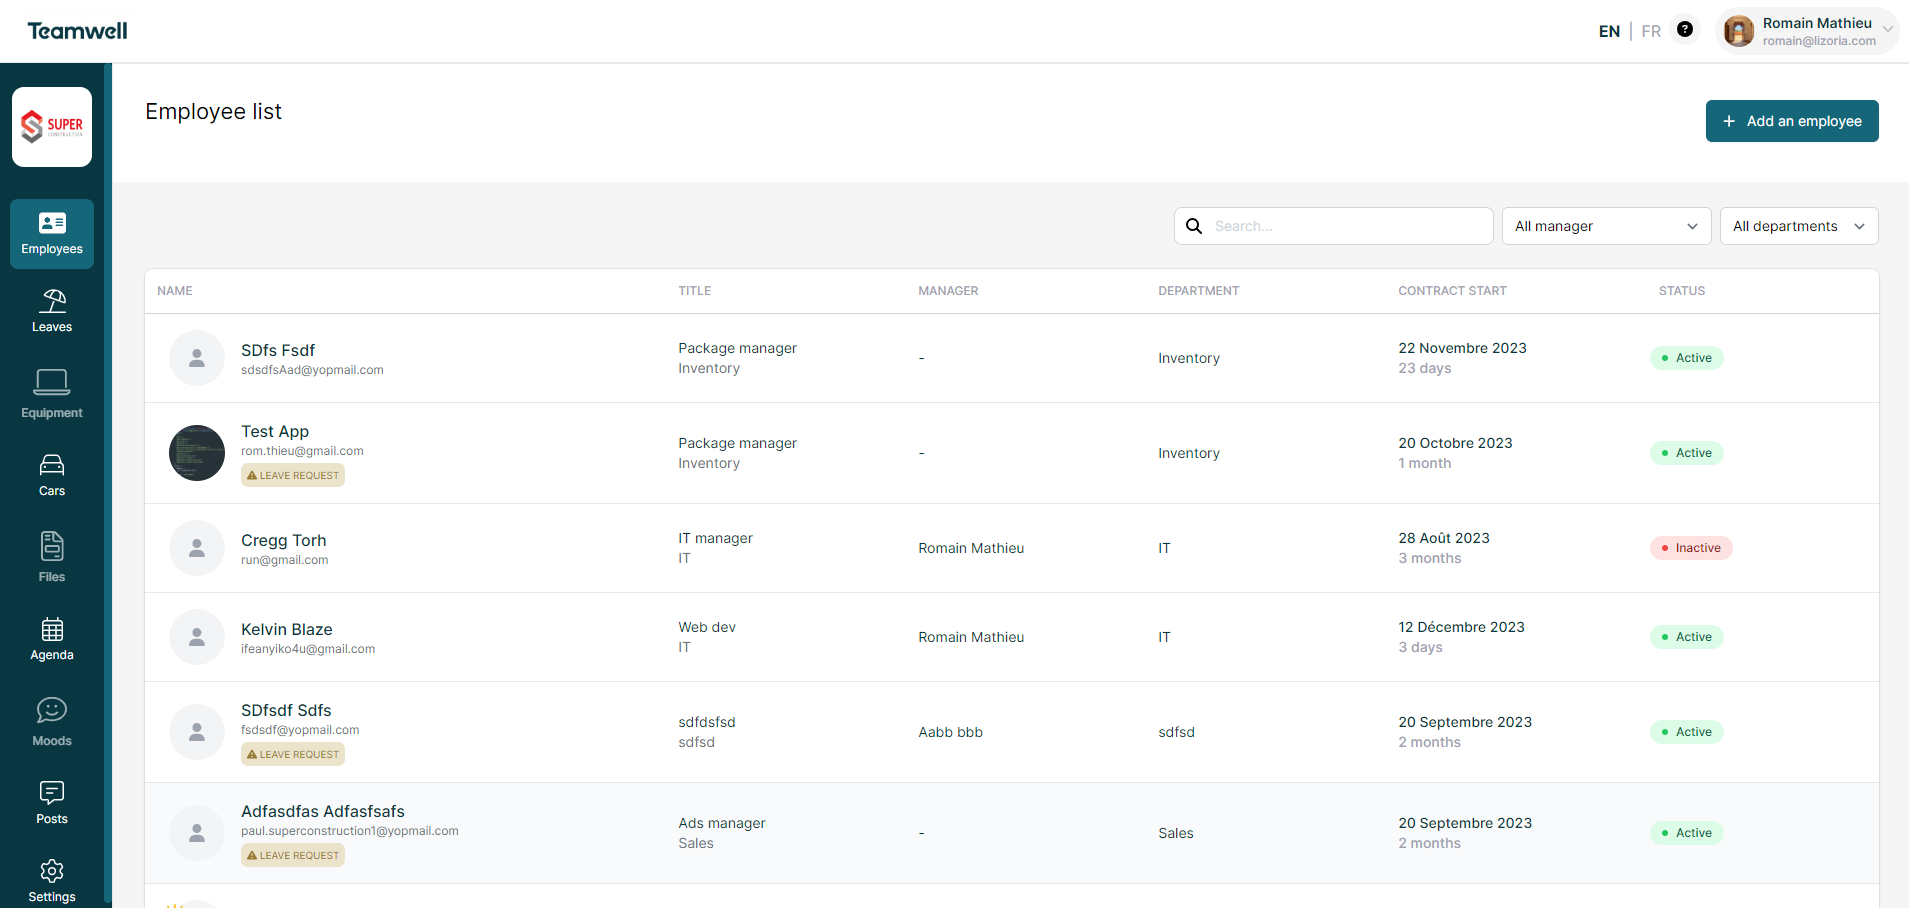 Teamwell
EN | FR
?
Romain Mathieu
romain@lizoria.com
SUPER
CONSTRUCTION
Employees
Leaves
Equipment
Cars
Files
Agenda
Moods
Posts
Settings
Employee list
+ Add an employee
Search...
All manager
All departments
NAME TITLE MANAGER DEPARTMENT CONTRACT START STATUS
SDfs Fsdf
sdsdfsAad@yopmail.com
Package manager
Inventory
-
Inventory
22 Novembre 2023
23 days
Active
Test App
rom.thieu@gmail.com
LEAVE REQUEST
Package manager
Inventory
-
Inventory
20 Octobre 2023
1 month
Active
Cregg Torh
run@gmail.com
IT manager
IT
Romain Mathieu
IT
28 Août 2023
3 months
Inactive
Kelvin Blaze
ifeanyiko4u@gmail.com
Web dev
IT
Romain Mathieu
IT
12 Décembre 2023
3 days
Active
SDfsdf Sdfs
fsdsdf@yopmail.com
LEAVE REQUEST
sdfdsfsd
sdfsd
Aabb bbb
sdfsd
20 Septembre 2023
2 months
Active
Adfasdfas Adfasfsafs
paul.superconstruction1@yopmail.com
LEAVE REQUEST
Ads manager
Sales
-
Sales
20 Septembre 2023
2 months
Active